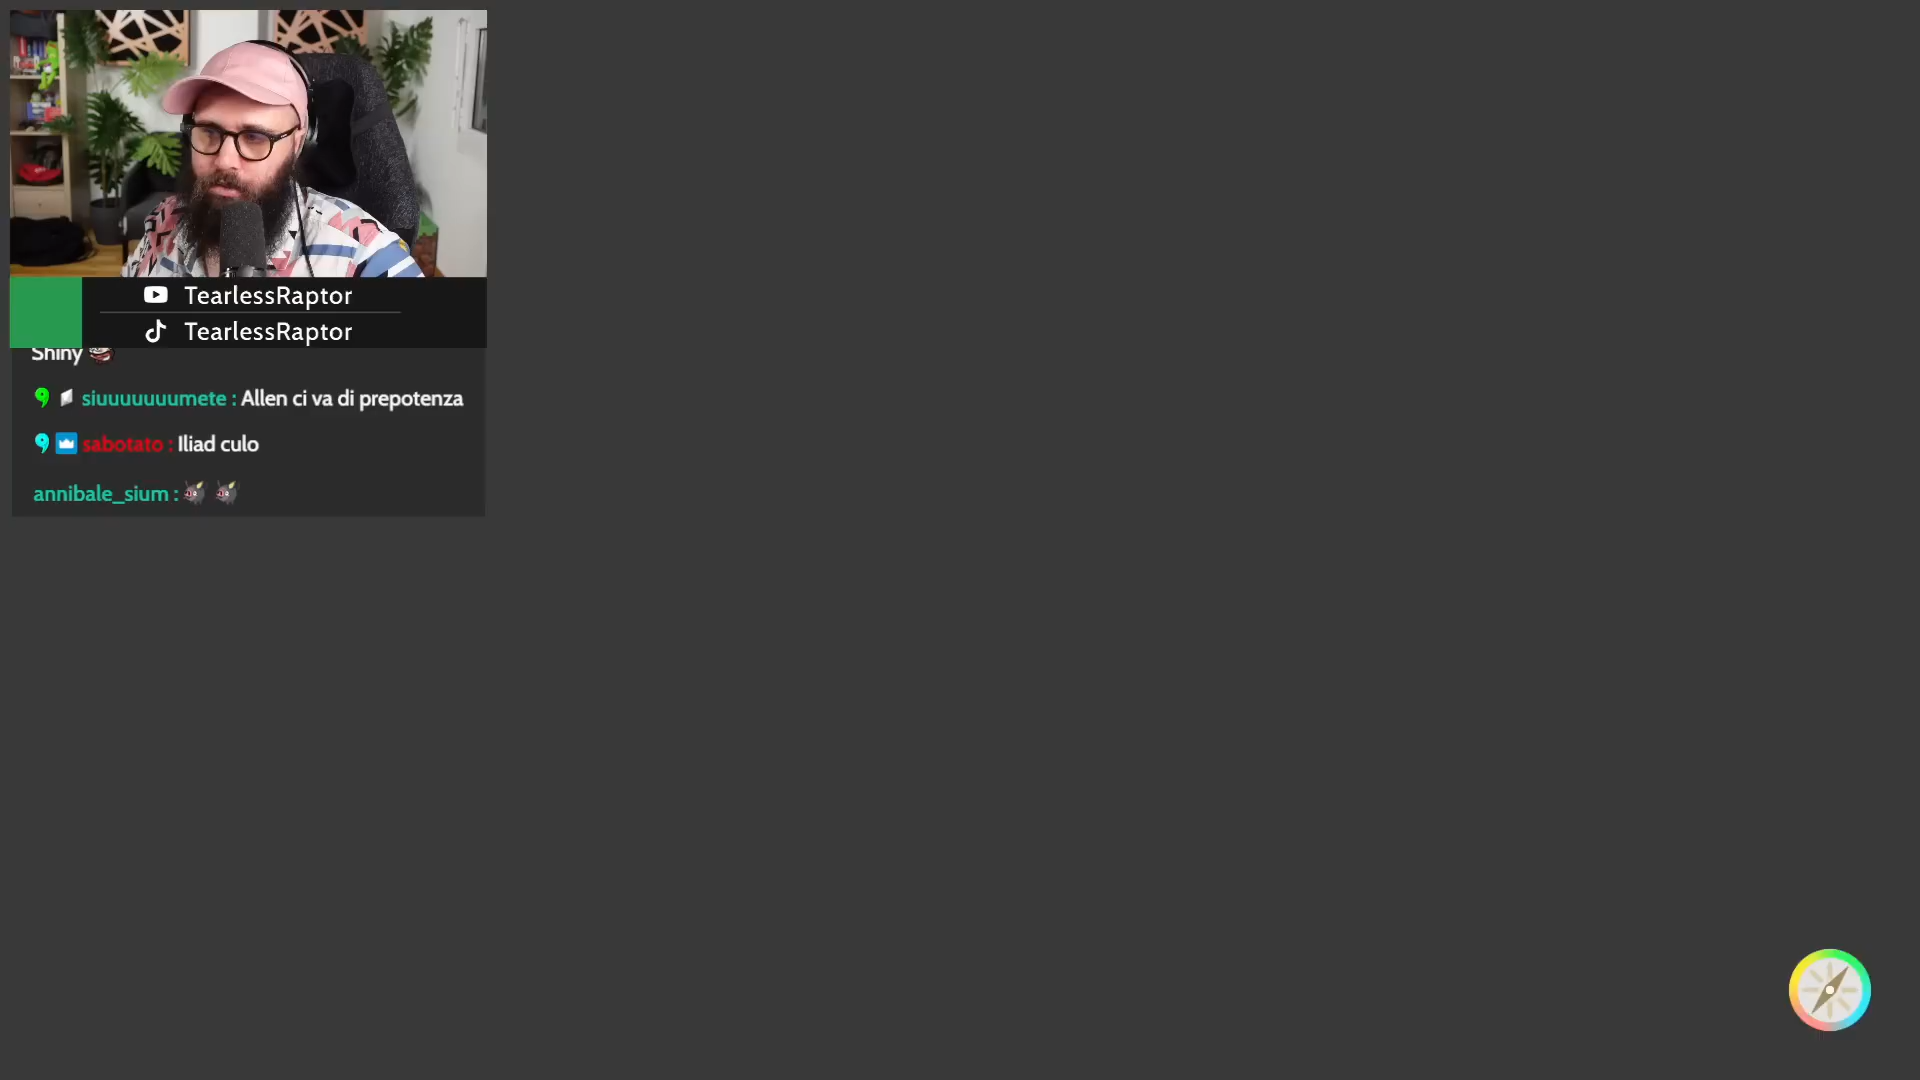 TearlessRaptor
TearlessRaptor
Shiny
siuuuuuuumete : Allen ci va di prepotenza
sabotato : Iliad culo
annibale_sium :